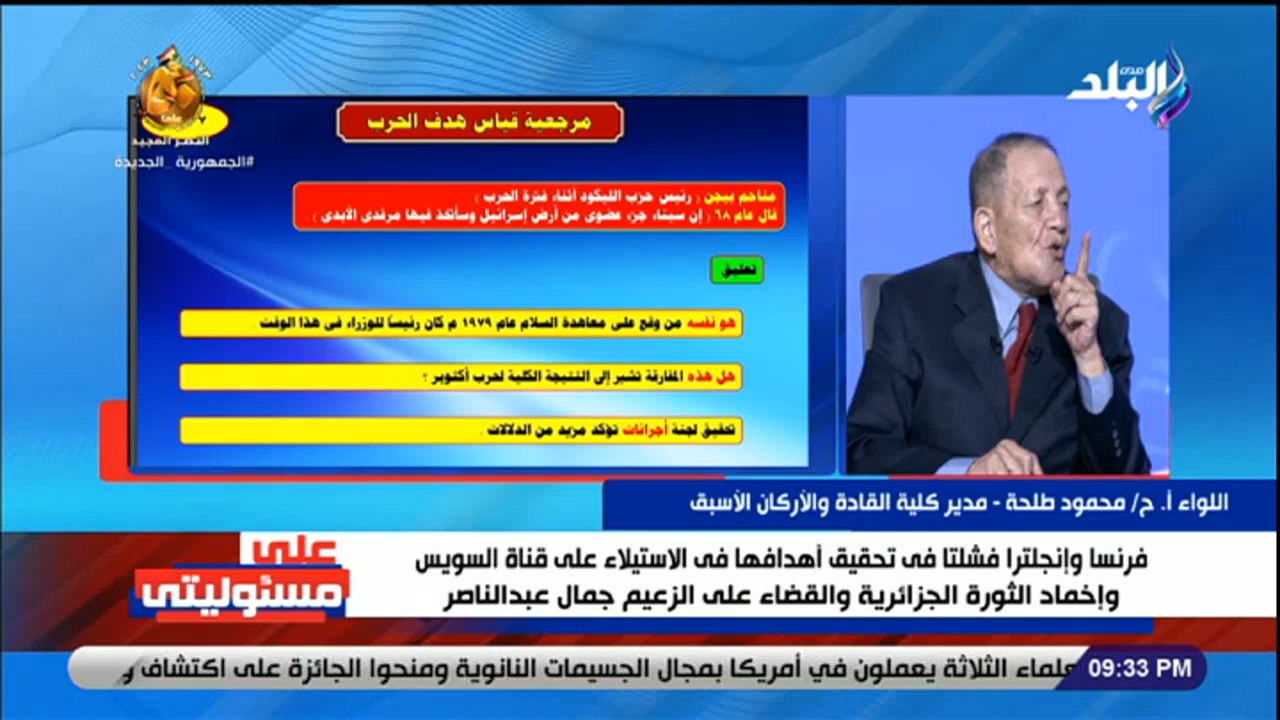 صدى
البلد
النصر المجيد
#الجمهورية_الجديدة
مرجعية قياس هدف الحرب
مناحم بيجن ( رئيس حزب الليكود أثناء فترة الحرب ) .
قال عام ٦٨ ( إن سيناء جزء عضوى من أرض إسرائيل وسأتخذ فيها مرقدى الأبدى ) .
تعليق
هو نفسه من وقع على معاهدة السلام عام ١٩٧٩ م كان رئيساً للوزراء فى هذا الوقت .
هل هذه المفارقة تشير إلى النتيجة الكلية لحرب أكتوبر ؟
تحقيق لجنة أجرانات تؤكد مزيد من الدلالات .
اللواء أ. ح/ محمود طلحة - مدير كلية القادة والأركان الأسبق
على
مسئوليتى
فرنسا وإنجلترا فشلتا فى تحقيق أهدافها فى الاستيلاء على قناة السويس
وإخماد الثورة الجزائرية والقضاء على الزعيم جمال عبدالناصر
09:33 PM
علماء الثلاثة يعملون في أمريكا بمجال الجسيمات النانوية ومنحوا الجائزة على اكتشاف و